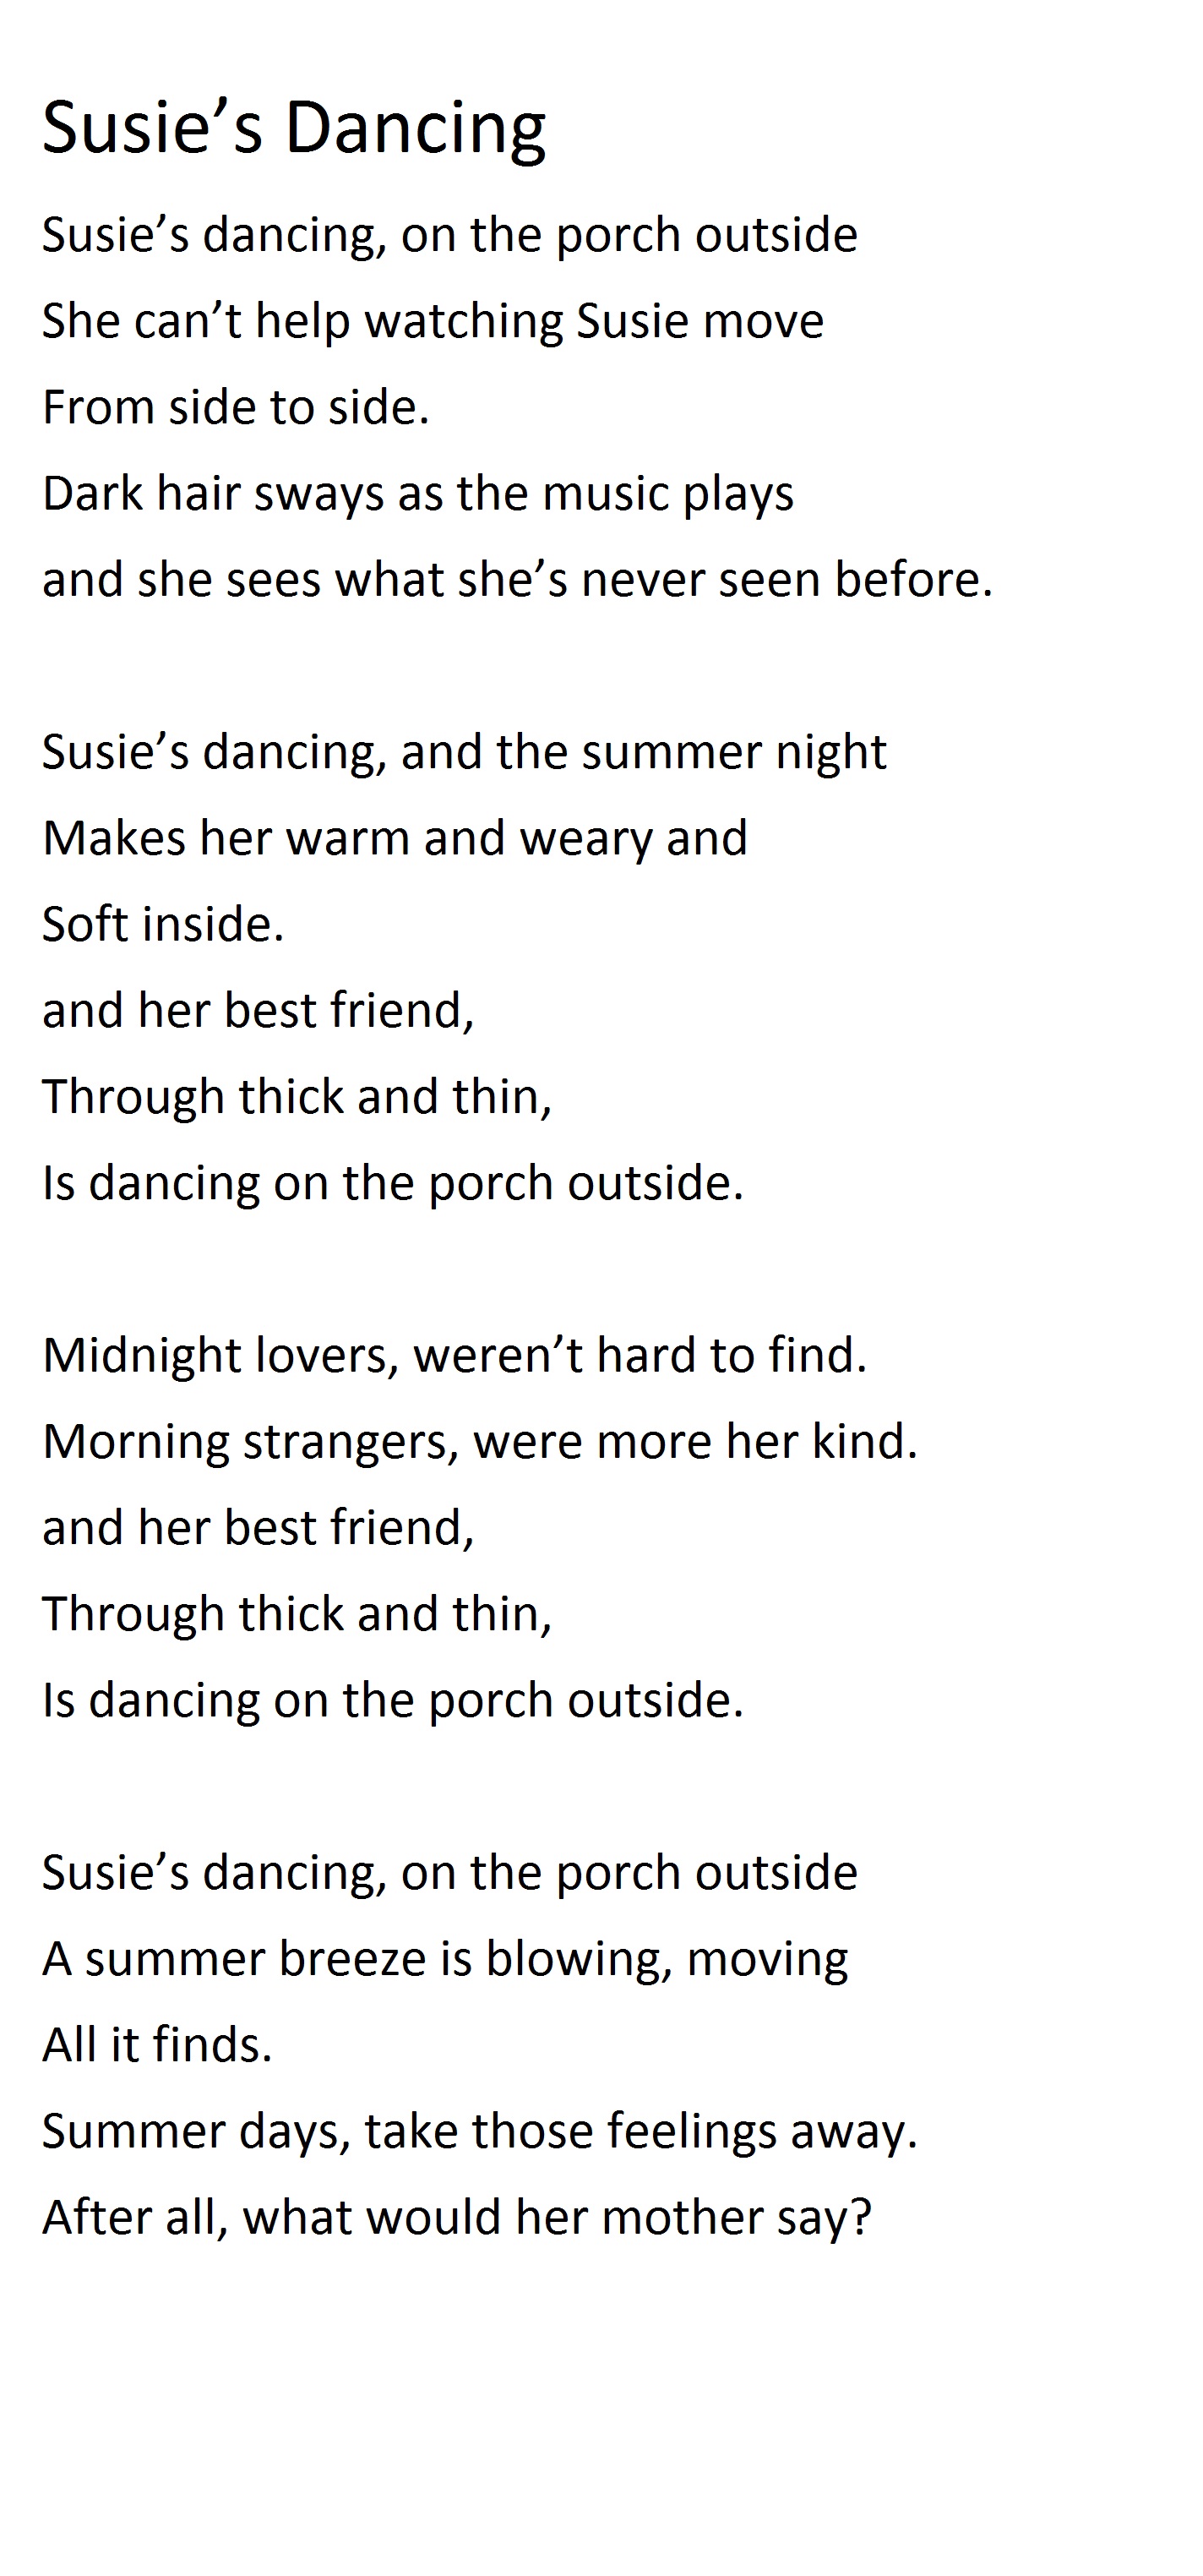 Susie’s Dancing
Susie’s dancing, on the porch outside
She can’t help watching Susie move
From side to side.
Dark hair sways as the music plays
and she sees what she’s never seen before.
Susie’s dancing, and the summer night
Makes her warm and weary and
Soft inside.
and her best friend,
Through thick and thin,
Is dancing on the porch outside.
Midnight lovers, weren’t hard to find.
Morning strangers, were more her kind.
and her best friend,
Through thick and thin,
Is dancing on the porch outside.
Susie’s dancing, on the porch outside
A summer breeze is blowing, moving
All it finds.
Summer days, take those feelings away.
After all, what would her mother say?